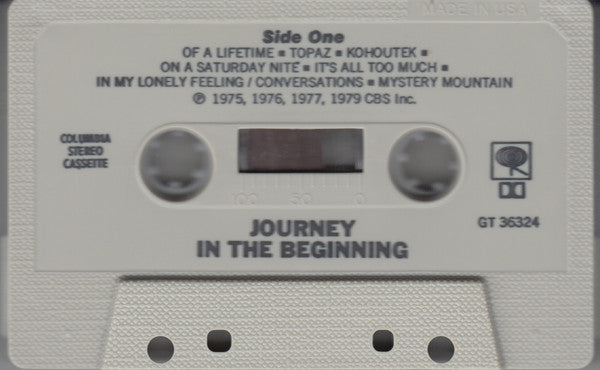 MADE IN USA
Side One
OF A LIFETIME ▪ TOPAZ ▪ KOHOUTEK ▪
ON A SATURDAY NITE ▪ IT'S ALL TOO MUCH ▪
IN MY LONELY FEELING / CONVERSATIONS ▪ MYSTERY MOUNTAIN
℗ 1975, 1976, 1977, 1979 CBS Inc.
COLUMBIA
STEREO
CASSETTE
100 50 0
GT 36324
JOURNEY
IN THE BEGINNING